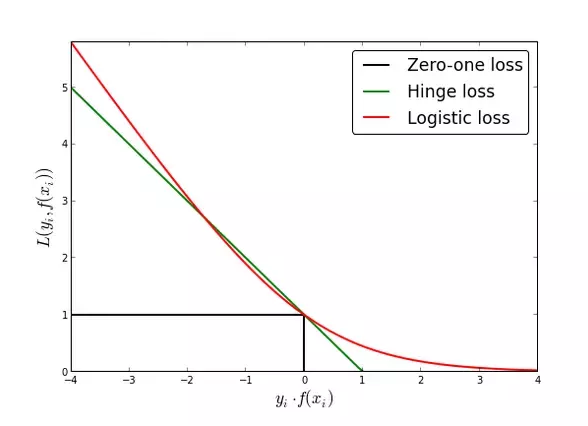 Zero-one loss
Hinge loss
Logistic loss
L(y_i, f(x_i))
5
4
3
2
1
0
−4 −3 −2 −1 0 1 2 3 4
y_i · f(x_i)